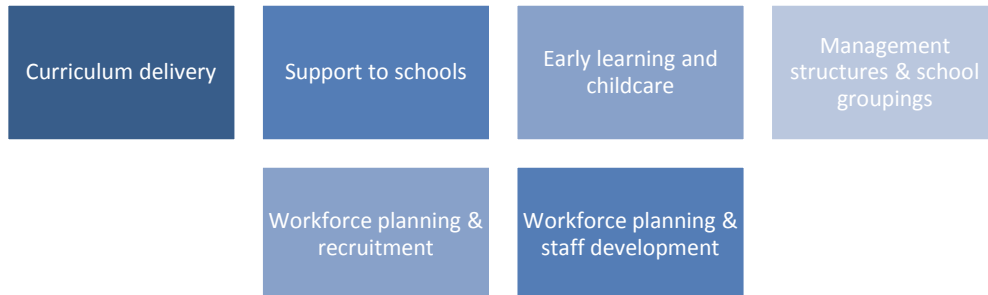 Curriculum delivery
Support to schools
Early learning and
childcare
Management
structures & school
groupings
Workforce planning &
recruitment
Workforce planning &
staff development